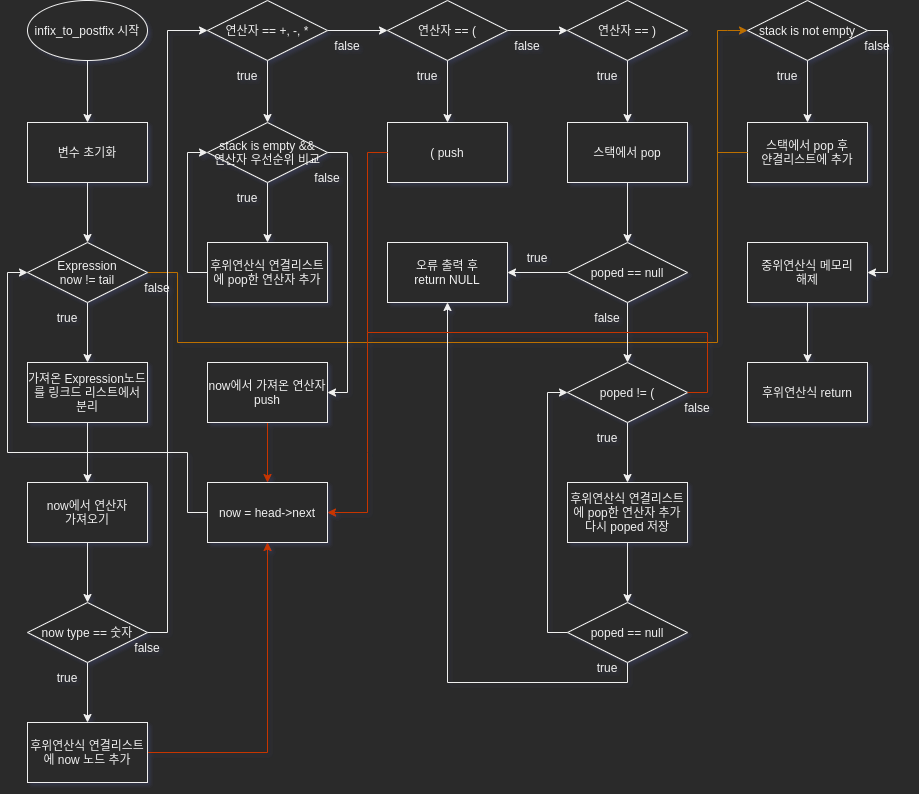 infix_to_postfix 시작
변수 초기화
Expression
now != tail
false
true
가져온 Expression노드
를 링크드 리스트에서
분리
now에서 연산자
가져오기
now type == 숫자
false
true
후위연산식 연결리스트
에 now 노드 추가
연산자 == +, -, *
false
true
stack is empty &&
연산자 우선순위 비교
false
true
후위연산식 연결리스트
에 pop한 연산자 추가
now에서 가져온 연산자
push
now = head->next
연산자 == (
false
true
( push
오류 출력 후
return NULL
연산자 == )
true
스택에서 pop
poped == null
true
false
poped != (
false
true
후위연산식 연결리스트
에 pop한 연산자 추가
다시 poped 저장
poped == null
true
stack is not empty
false
true
스택에서 pop 후
얀결리스트에 추가
중위연산식 메모리
해제
후위연산식 return